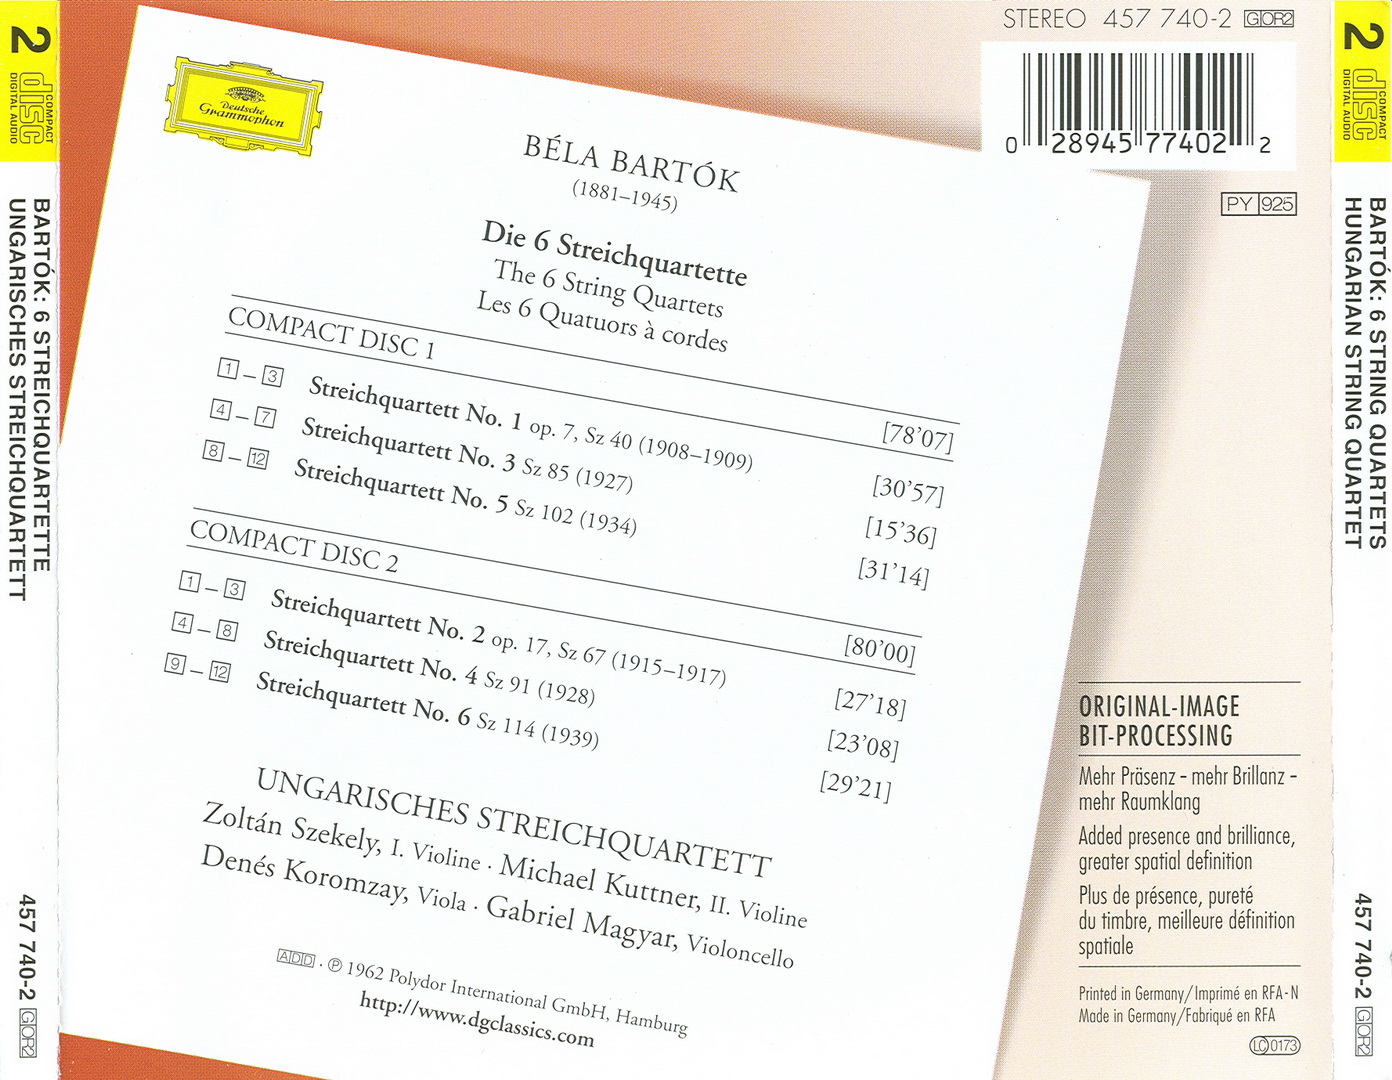 2
COMPACT
disc
DIGITAL AUDIO
BARTÓK: 6 STREICHQUARTETTE
UNGARISCHES STREICHQUARTETT
457 740-2 GOR2
Deutsche
Grammophon
STEREO 457 740-2 GOR2
0 28945 77402 2
PY 925
BÉLA BARTÓK
(1881–1945)
Die 6 Streichquartette
The 6 String Quartets
Les 6 Quatuors à cordes
COMPACT DISC 1 [78’07]
1 – 3 Streichquartett No. 1 op. 7, Sz 40 (1908–1909) [30’57]
4 – 7 Streichquartett No. 3 Sz 85 (1927) [15’36]
8 – 12 Streichquartett No. 5 Sz 102 (1934) [31’14]
COMPACT DISC 2 [80’00]
1 – 3 Streichquartett No. 2 op. 17, Sz 67 (1915–1917) [27’18]
4 – 8 Streichquartett No. 4 Sz 91 (1928) [23’08]
9 – 12 Streichquartett No. 6 Sz 114 (1939) [29’21]
UNGARISCHES STREICHQUARTETT
Zoltán Szekely, I. Violine · Michael Kuttner, II. Violine
Denés Koromzay, Viola · Gabriel Magyar, Violoncello
ADD · ℗ 1962 Polydor International GmbH, Hamburg
http://www.dgclassics.com
ORIGINAL-IMAGE
BIT-PROCESSING
Mehr Präsenz – mehr Brillanz –
mehr Raumklang
Added presence and brilliance,
greater spatial definition
Plus de présence, pureté
du timbre, meilleure définition
spatiale
Printed in Germany/Imprimé en RFA-N
Made in Germany/Fabriqué en RFA
LC 0173
2
COMPACT
disc
DIGITAL AUDIO
BARTÓK: 6 STRING QUARTETS
HUNGARIAN STRING QUARTET
457 740-2 GOR2